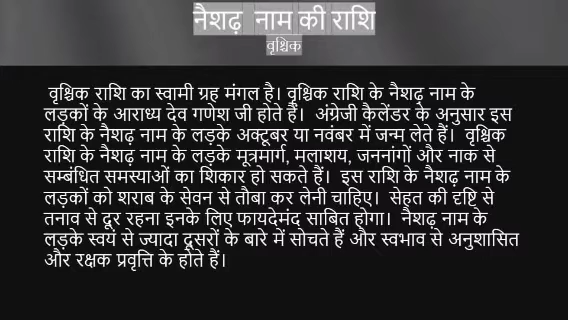 नैशढ़ नाम की राशि
वृश्चिक
वृश्चिक राशि का स्वामी ग्रह मंगल है। वृश्चिक राशि के नैशढ़ नाम के
लड़कों के आराध्य देव गणेश जी होते हैं। अंग्रेजी कैलेंडर के अनुसार इस
राशि के नैशढ़ नाम के लड़के अक्टूबर या नवंबर में जन्म लेते हैं। वृश्चिक
राशि के नैशढ़ नाम के लड़के मूत्रमार्ग, मलाशय, जननांगों और नाक से
सम्बंधित समस्याओं का शिकार हो सकते हैं। इस राशि के नैशढ़ नाम के
लड़कों को शराब के सेवन से तौबा कर लेनी चाहिए। सेहत की दृष्टि से
तनाव से दूर रहना इनके लिए फायदेमंद साबित होगा। नैशढ़ नाम के
लड़के स्वयं से ज्यादा दूसरों के बारे में सोचते हैं और स्वभाव से अनुशासित
और रक्षक प्रवृत्ति के होते हैं।